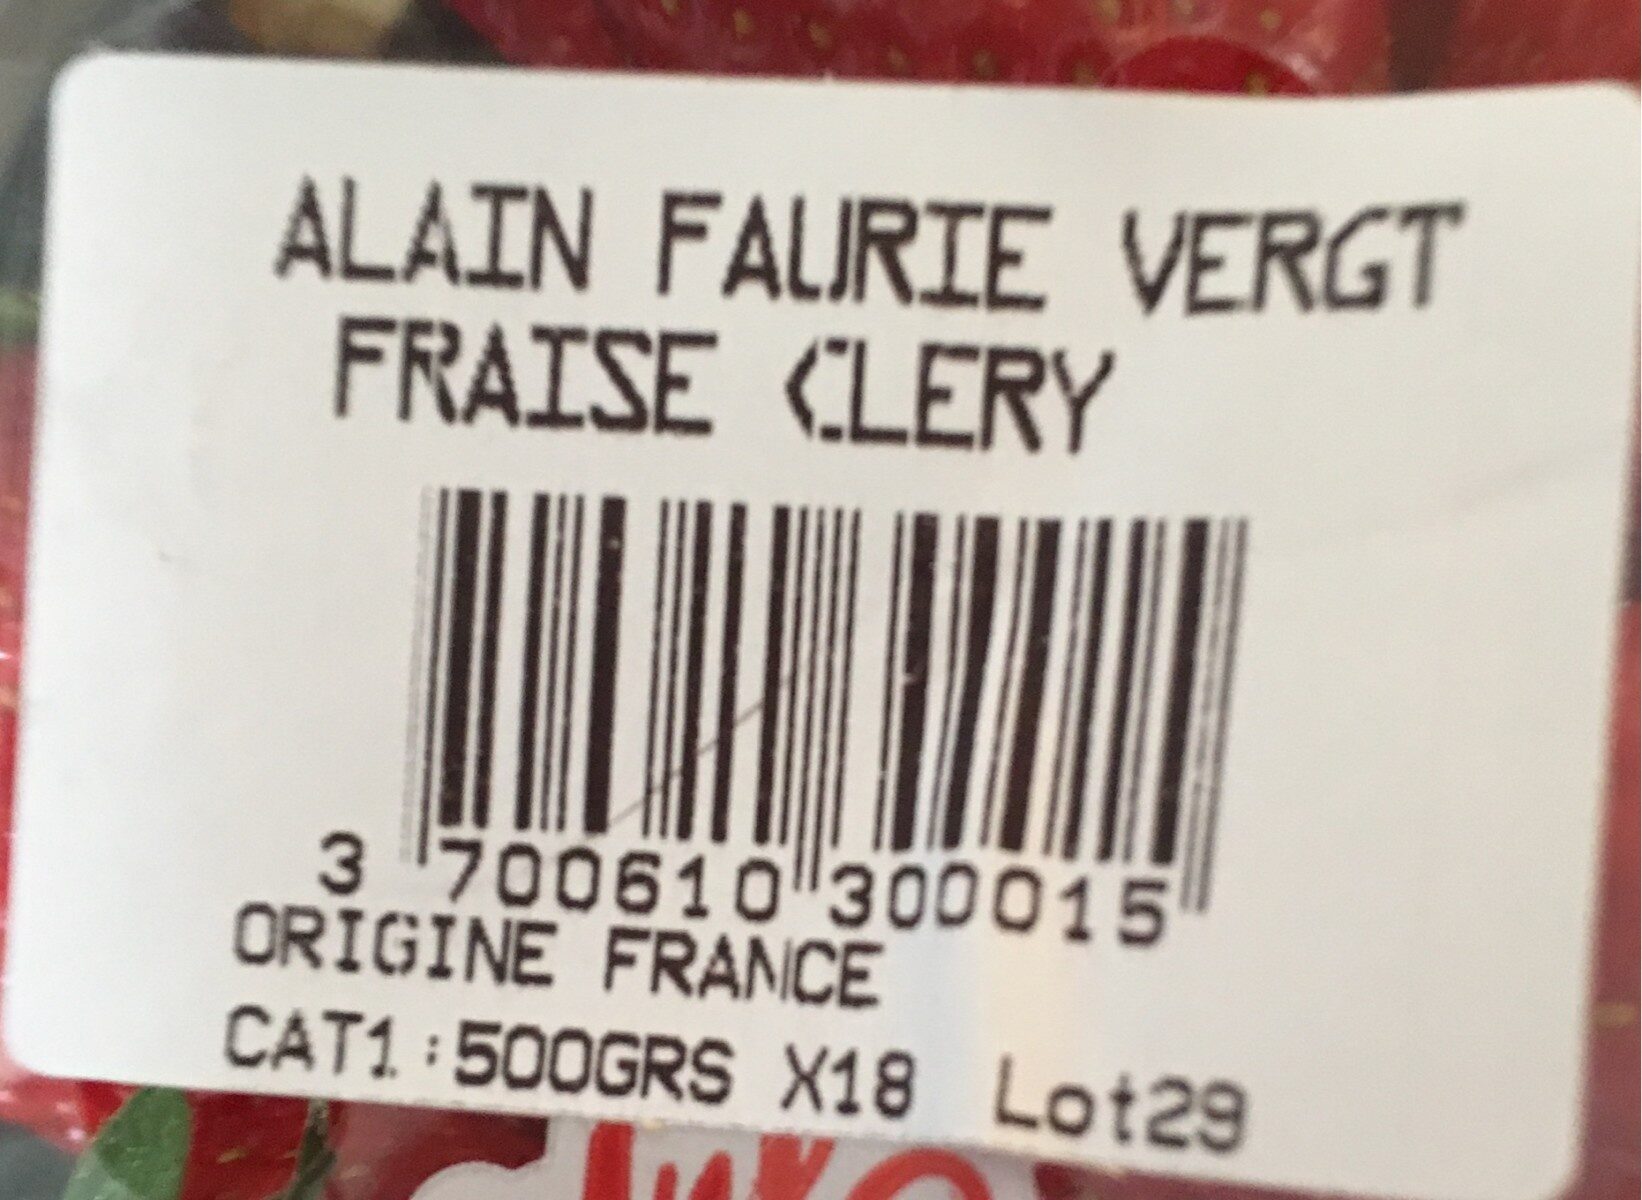 ALAIN FAURIE VERGT
FRAISE CLERY
3 700610 300015
ORIGINE FRANCE
CAT1:500GRS X18 Lot29